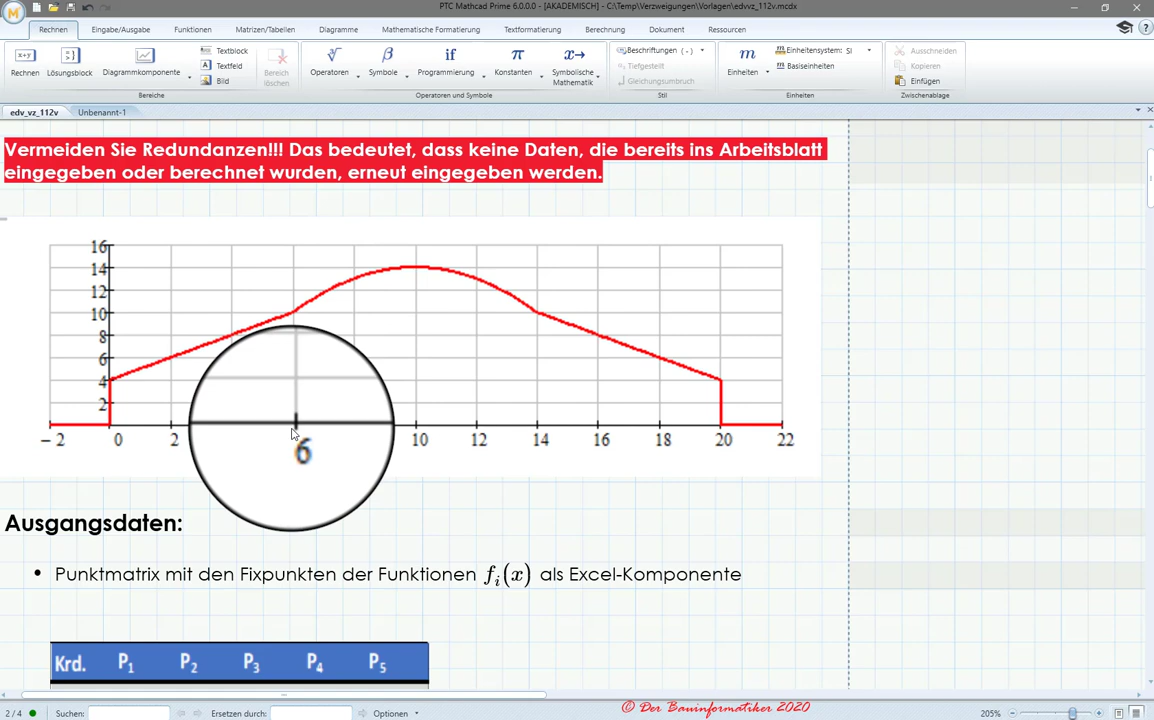 PTC Mathcad Prime 6.0.0.0 - [AKADEMISCH] - C:\Temp\Verzweigungen\Vorlagen\edvvz_112v.mcdx
Rechnen Eingabe/Ausgabe Funktionen Matrizen/Tabellen Diagramme Mathematische Formatierung Textformatierung Berechnung Dokument Ressourcen
Rechnen Lösungsblock Diagrammkomponente
Textblock
Textfeld
Bild
Bereich löschen
Operatoren Symbole Programmierung Konstanten Symbolische Mathematik
Beschriftungen ( - )
Tiefgestellt
Gleichungsumbruch
Einheiten
Einheitensystem: SI
Basiseinheiten
Ausschneiden
Kopieren
Einfügen
Bereiche Operatoren und Symbole Stil Einheiten Zwischenablage
edv_vz_112v Unbenannt-1
Vermeiden Sie Redundanzen!!! Das bedeutet, dass keine Daten, die bereits ins Arbeitsblatt
eingegeben oder berechnet wurden, erneut eingegeben werden.
16
14
12
10
8
6
4
2
-2 0 2 6 10 12 14 16 18 20 22
Ausgangsdaten:
• Punktmatrix mit den Fixpunkten der Funktionen fᵢ(x) als Excel-Komponente
Krd. P₁ P₂ P₃ P₄ P₅
2 / 4 Suchen: Ersetzen durch: Optionen
© Der Bauinformatiker 2020
205%